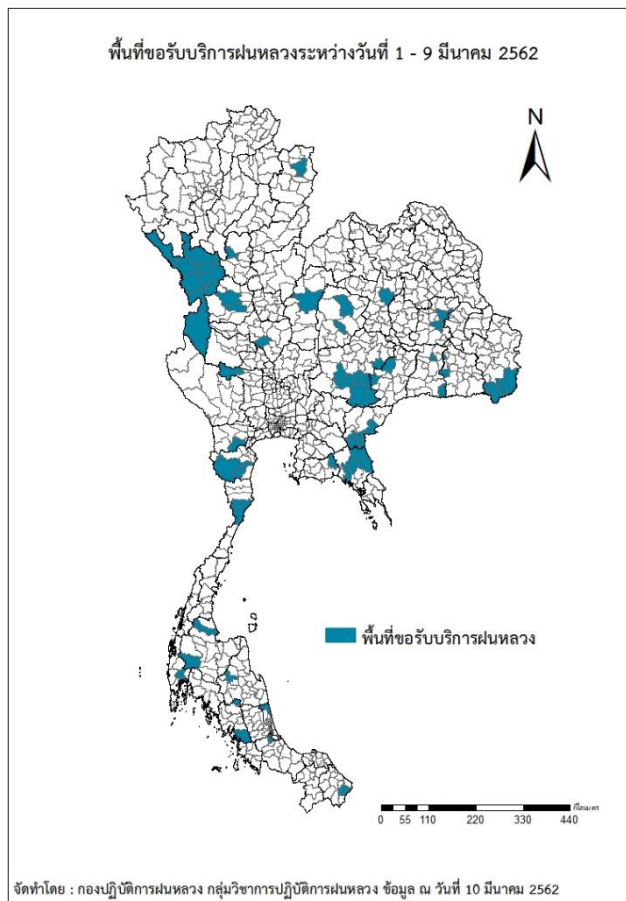 พื้นที่ขอรับบริการฝนหลวงระหว่างวันที่ 1 - 9 มีนาคม 2562
N
พื้นที่ขอรับบริการฝนหลวง
กิโลเมตร
0 55 110 220 330 440
จัดทำโดย : กองปฏิบัติการฝนหลวง กลุ่มวิชาการปฏิบัติการฝนหลวง ข้อมูล ณ วันที่ 10 มีนาคม 2562